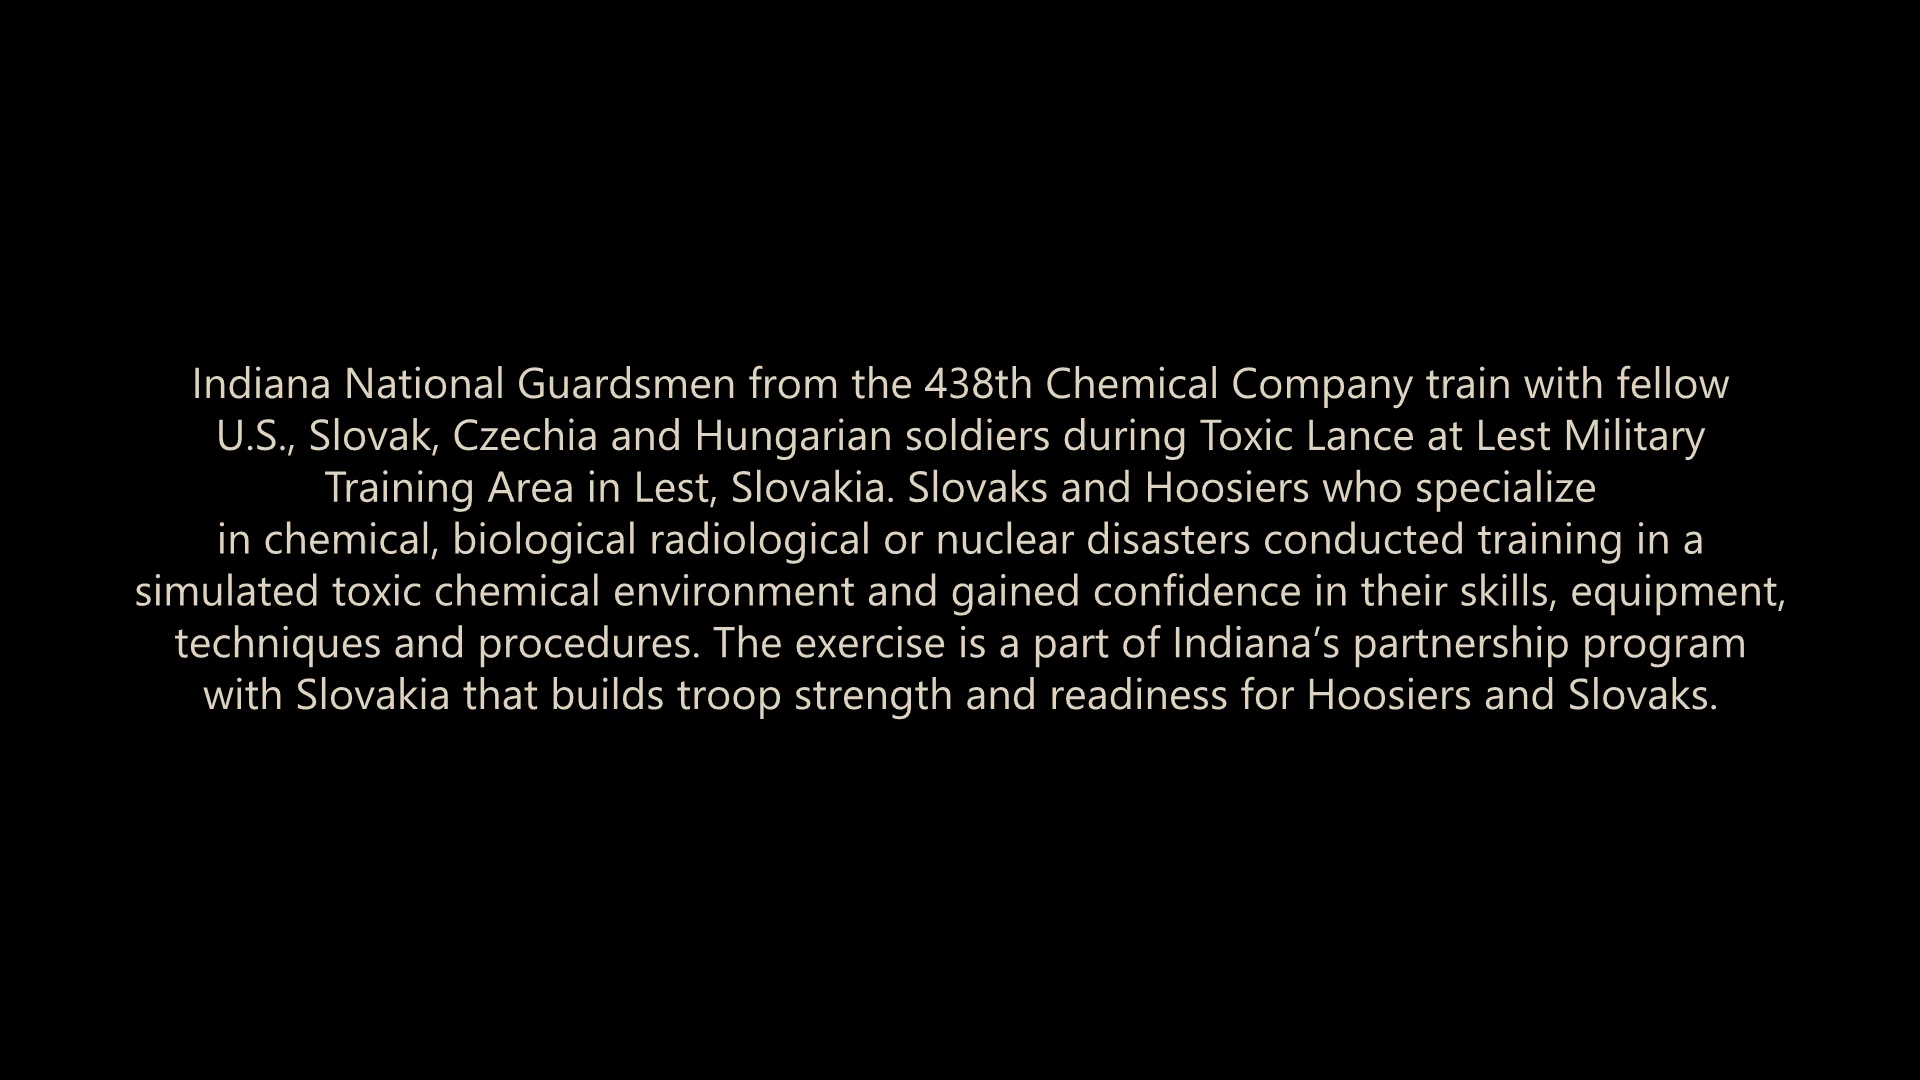 Indiana National Guardsmen from the 438th Chemical Company train with fellow
U.S., Slovak, Czechia and Hungarian soldiers during Toxic Lance at Lest Military
Training Area in Lest, Slovakia. Slovaks and Hoosiers who specialize
in chemical, biological radiological or nuclear disasters conducted training in a
simulated toxic chemical environment and gained confidence in their skills, equipment,
techniques and procedures. The exercise is a part of Indiana’s partnership program
with Slovakia that builds troop strength and readiness for Hoosiers and Slovaks.